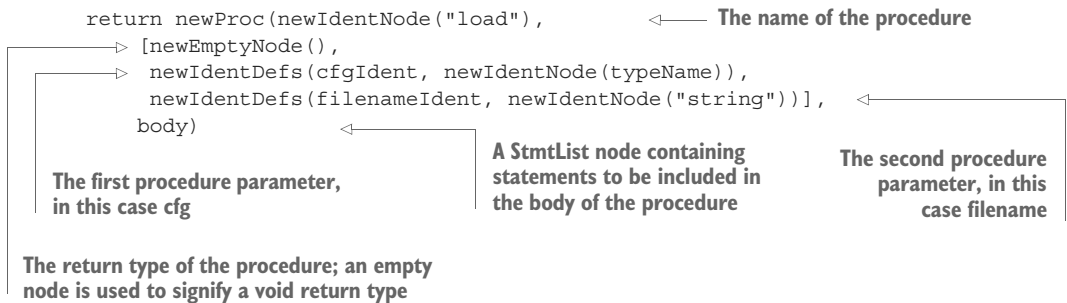 return newProc(newIdentNode("load"),
The name of the procedure
[newEmptyNode(),
newIdentDefs(cfgIdent, newIdentNode(typeName)),
newIdentDefs(filenameIdent, newIdentNode("string"))],
body)
The first procedure parameter,
in this case cfg
A StmtList node containing
statements to be included in
the body of the procedure
The second procedure
parameter, in this
case filename
The return type of the procedure; an empty
node is used to signify a void return type